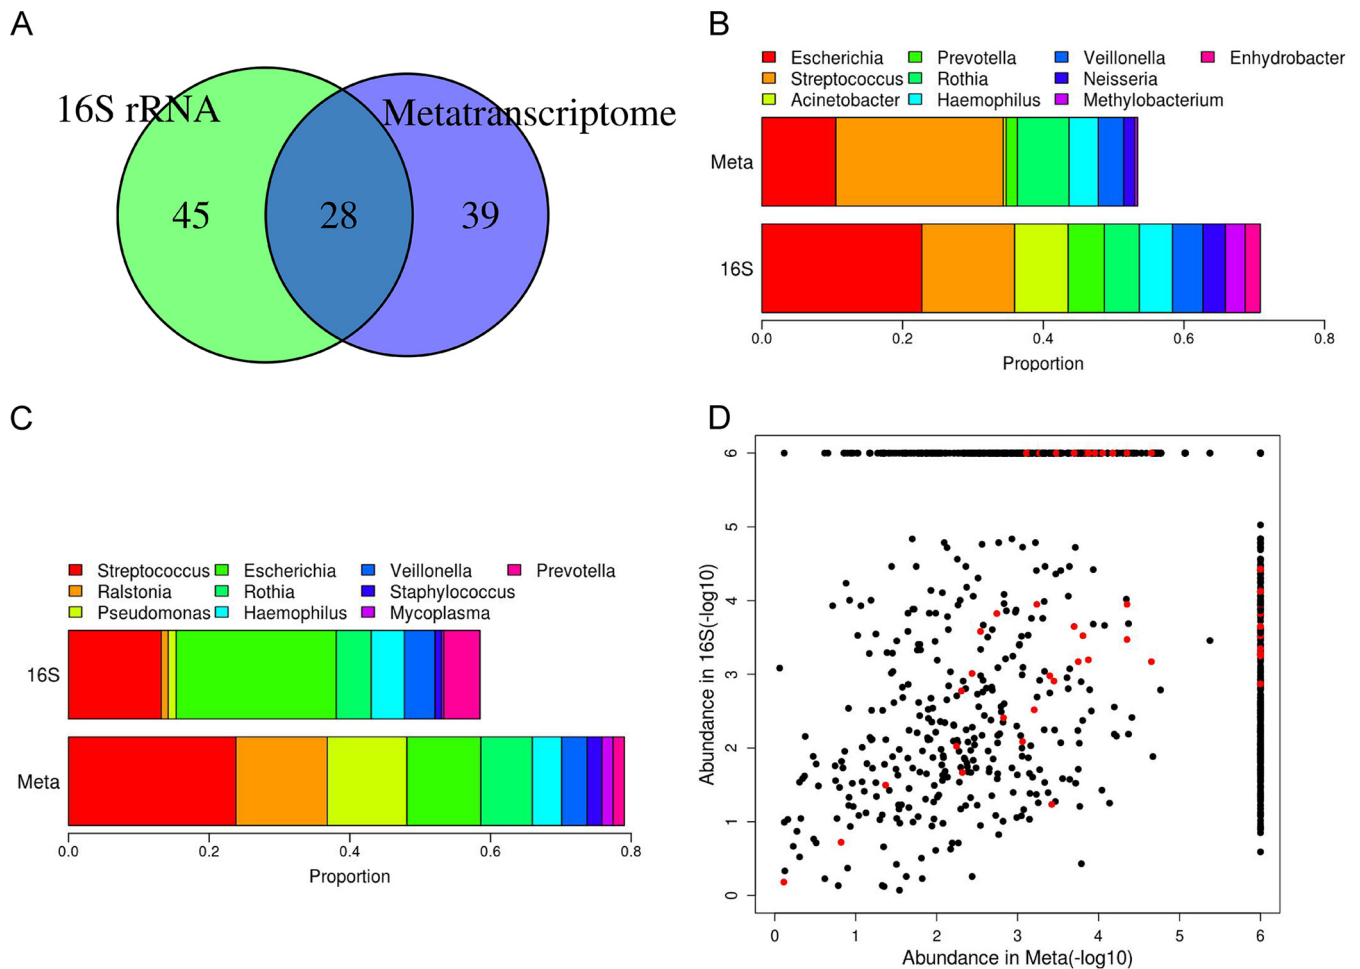 A
16S rRNA
Metatranscriptome
45
28
39
B
Escherichia
Prevotella
Veillonella
Enhydrobacter
Streptococcus
Rothia
Neisseria
Acinetobacter
Haemophilus
Methylobacterium
Meta
16S
0.0
0.2
0.4
0.6
0.8
Proportion
C
Streptococcus
Escherichia
Veillonella
Prevotella
Ralstonia
Rothia
Staphylococcus
Pseudomonas
Haemophilus
Mycoplasma
16S
Meta
0.0
0.2
0.4
0.6
0.8
Proportion
D
Abundance in 16S(-log10)
6
5
4
3
2
1
0
0
1
2
3
4
5
6
Abundance in Meta(-log10)